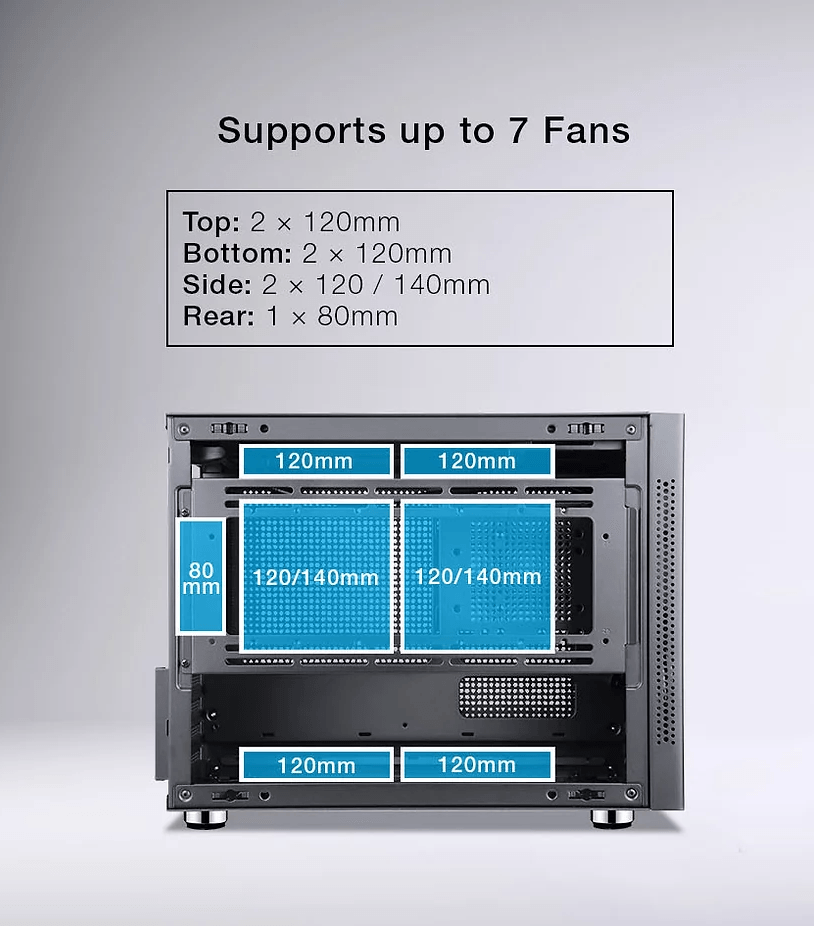 Supports up to 7 Fans
Top: 2 × 120mm
Bottom: 2 × 120mm
Side: 2 × 120 / 140mm
Rear: 1 × 80mm
120mm
120mm
80
mm
120/140mm
120/140mm
120mm
120mm